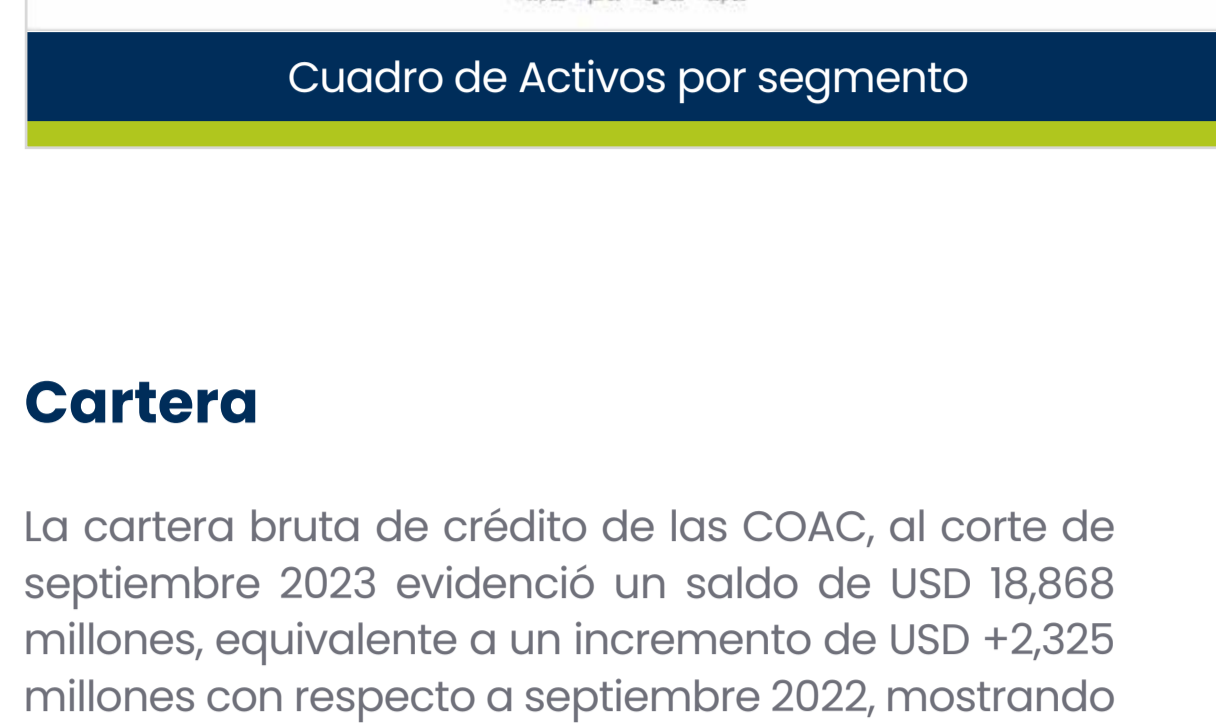 Cuadro de Activos por segmento
Cartera
La cartera bruta de crédito de las COAC, al corte de
septiembre 2023 evidenció un saldo de USD 18,868
millones, equivalente a un incremento de USD +2,325
millones con respecto a septiembre 2022, mostrando